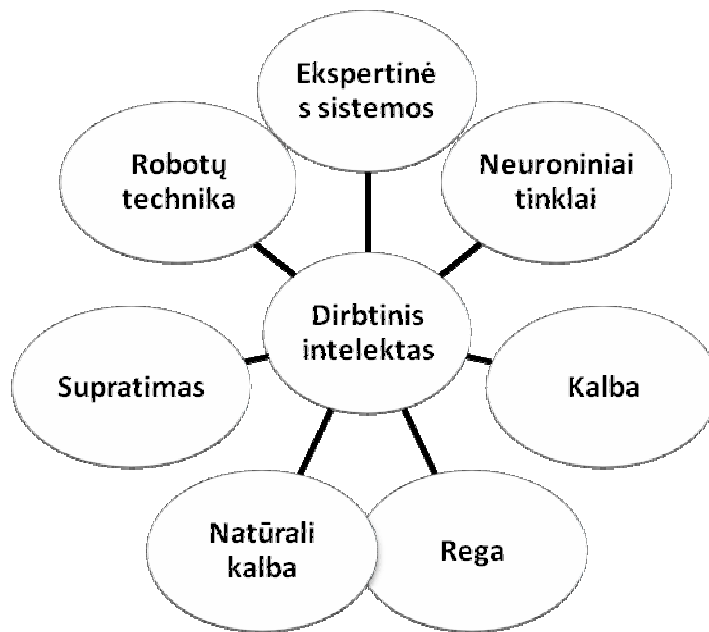 Ekspertinė
s sistemos
Neuroniniai
tinklai
Kalba
Rega
Natūrali
kalba
Supratimas
Robotų
technika
Dirbtinis
intelektas